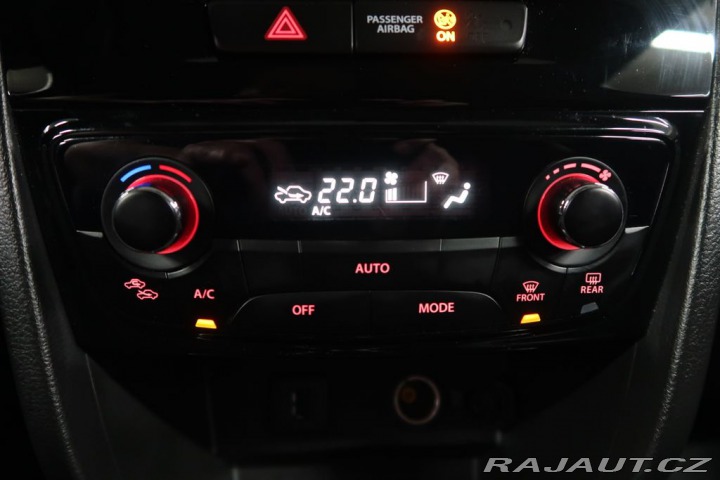 PASSENGER
AIRBAG
ON
22.0
A/C
AUTO
A/C
OFF
MODE
FRONT
REAR
RAJAUT.CZ